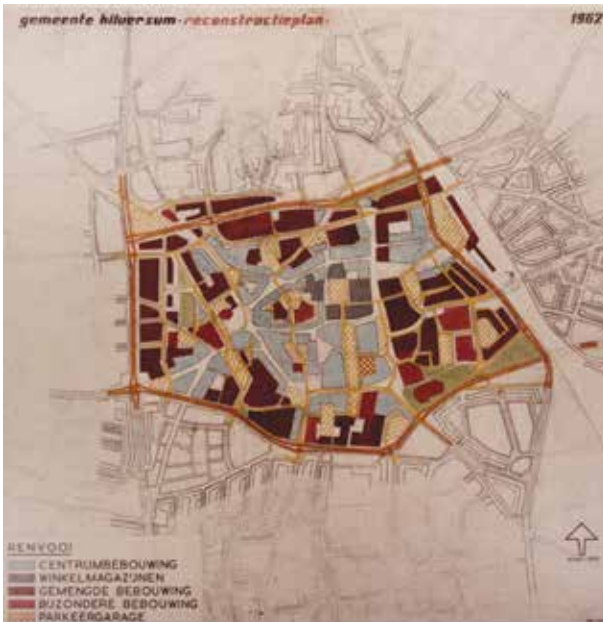 gemeente hilversum-reconstructieplan- 1962
RENVOOI
CENTRUMBEBOUWING
WINKELMAGAZIJNEN
GEMENGDE BEBOUWING
BIJZONDERE BEBOUWING
PARKEERGARAGE